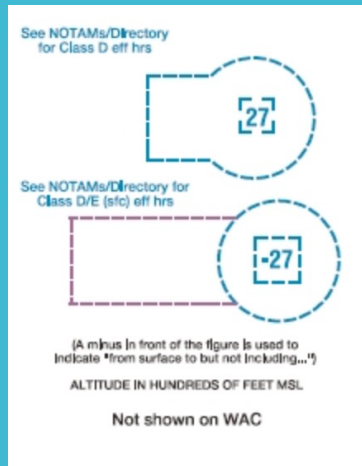 See NOTAMs/Directory
for Class D eff hrs
27
See NOTAMs/Directory for
Class D/E (sfc) eff hrs
-27
(A minus in front of the figure is used to
indicate "from surface to but not including...")
ALTITUDE IN HUNDREDS OF FEET MSL
Not shown on WAC